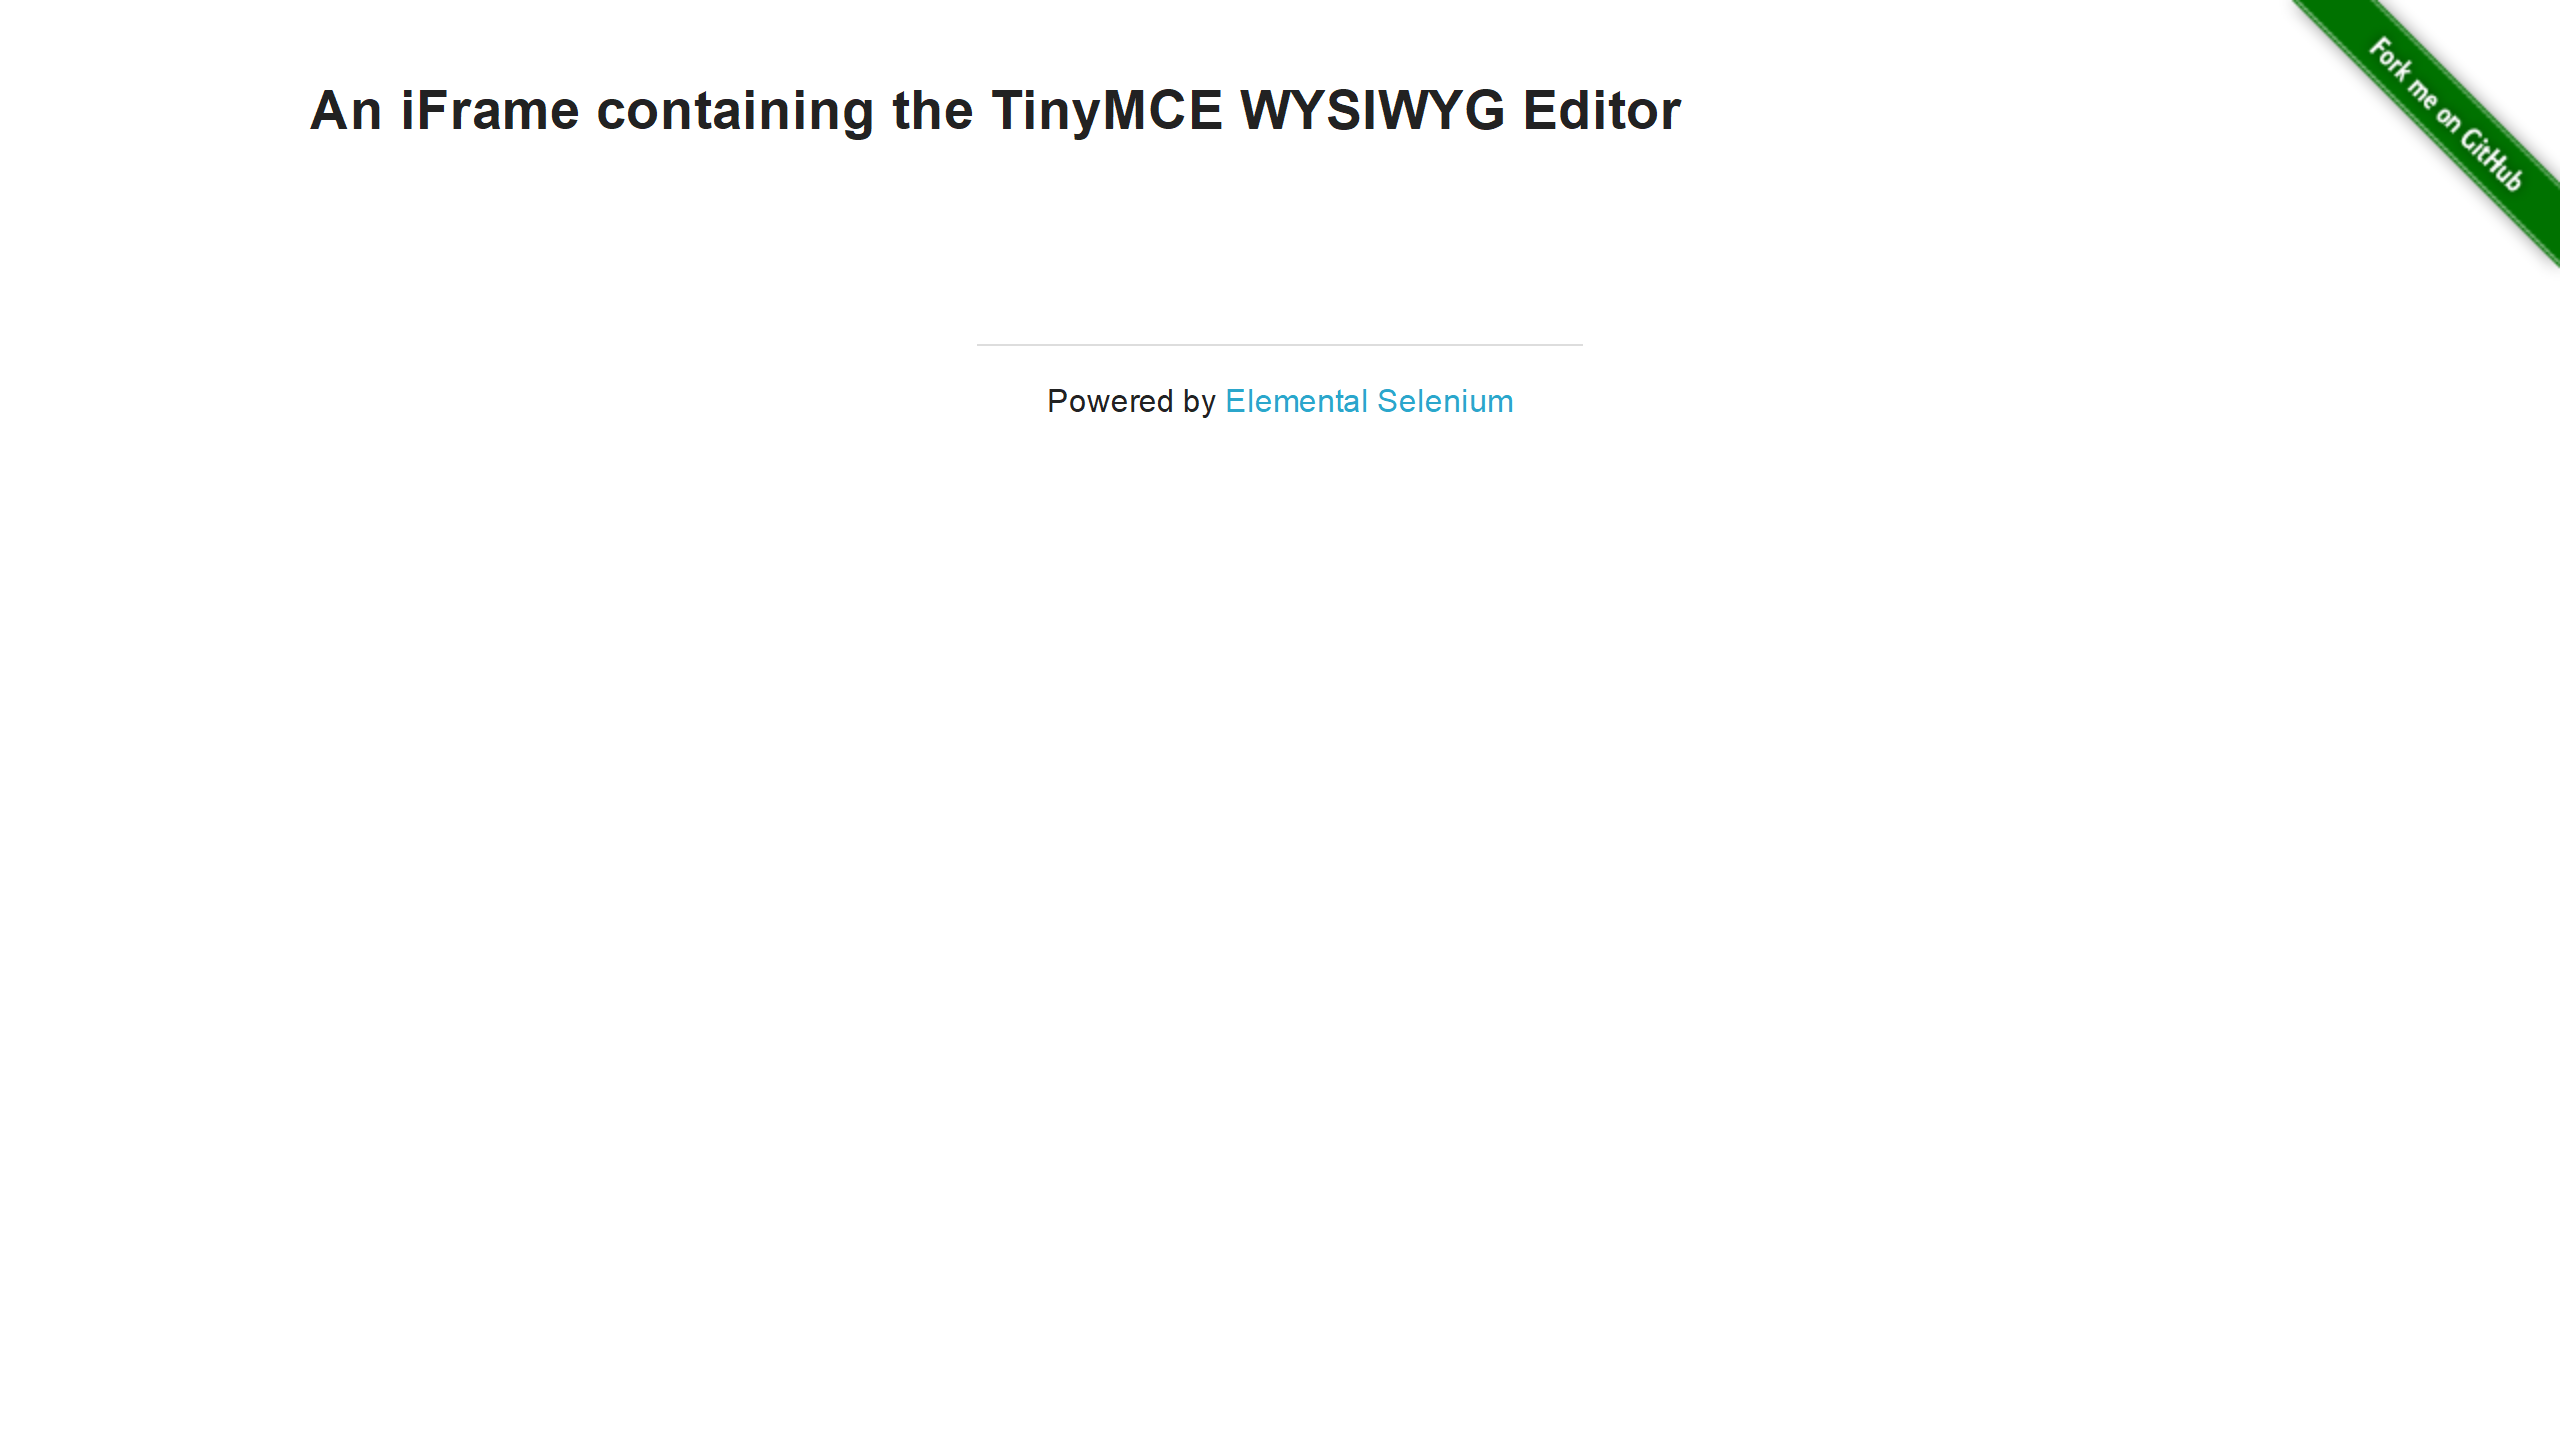 An iFrame containing the TinyMCE WYSIWYG Editor
Fork me on GitHub
Powered by Elemental Selenium